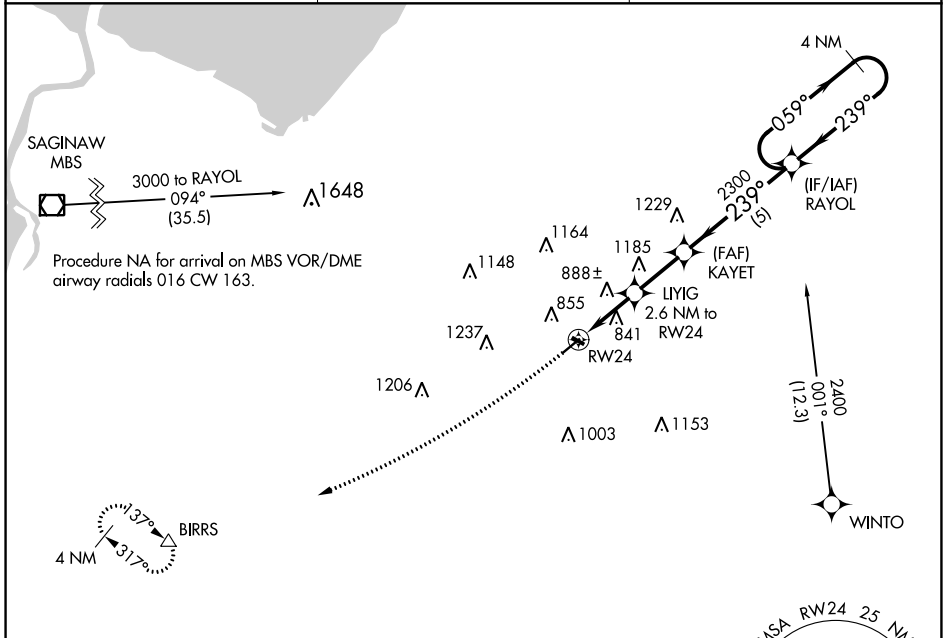 4 NM
059°
239°
SAGINAW
MBS
3000 to RAYOL
094°
(35.5)
1648
(IF/IAF)
RAYOL
2300
239°
(5)
1229
1164
(FAF)
KAYET
1185
1148
888±
LIYIG
2.6 NM to
RW24
855
841
1237
RW24
Procedure NA for arrival on MBS VOR/DME
airway radials 016 CW 163.
1206
2400
001°
(12.3)
1003
1153
WINTO
137°
BIRRS
317°
4 NM
MSA RW24 25 NM